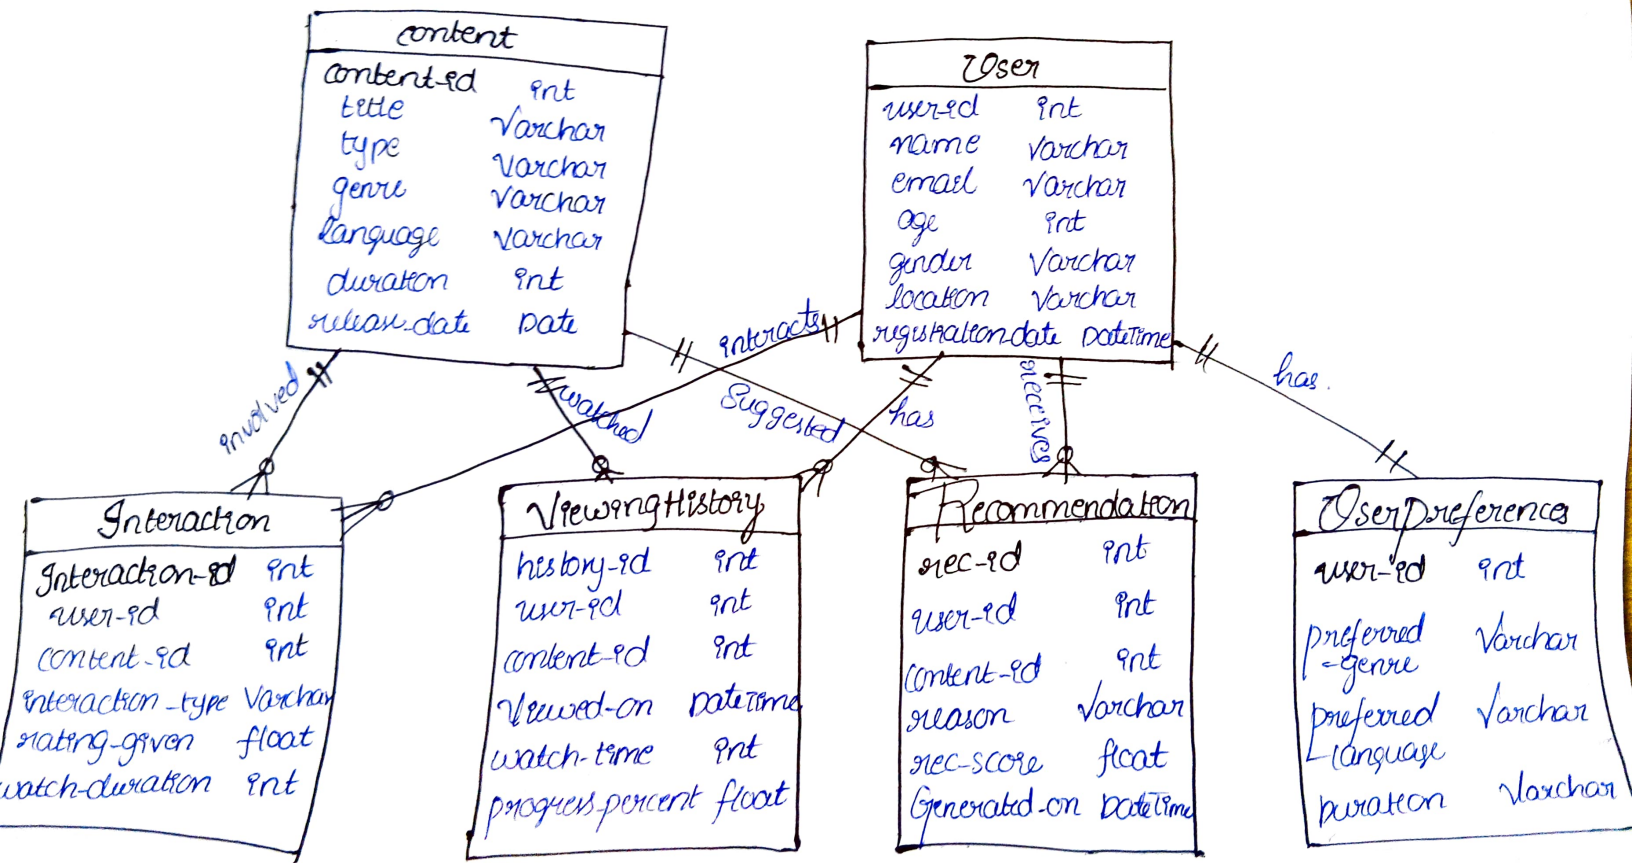 content
content-id int
title Varchar
type Varchar
genre Varchar
language Varchar
duration int
release-date Date
User
user-id int
name varchar
email varchar
age int
gender Varchar
location Varchar
registration-date DateTime
involved
watched
interacts
Suggested
has
receives
has.
Interaction
Interaction-id int
user-id int
content-id int
interaction-type Varchar
rating-given float
watch-duration int
ViewingHistory
history-id int
user-id int
content-id int
Viewed-on DateTime
watch-time int
progress-percent float
Recommendation
rec-id int
user-id int
content-id int
reason Varchar
rec-score float
Generated-on DateTime
UserPreferences
user-id int
preferred Varchar
-genre
preferred Varchar
-language
Duration Varchar